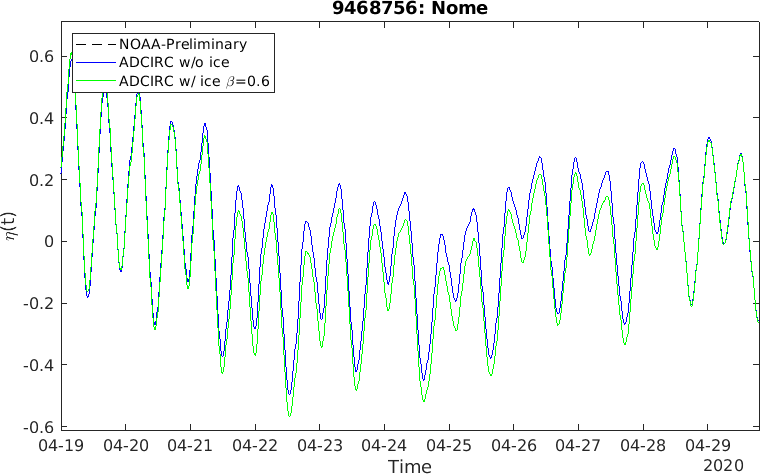 9468756: Nome
NOAA-Preliminary
ADCIRC w/o ice
ADCIRC w/ ice β=0.6
η(t)
0.6
0.4
0.2
0
-0.2
-0.4
-0.6
04-19 04-20 04-21 04-22 04-23 04-24 04-25 04-26 04-27 04-28 04-29
2020
Time